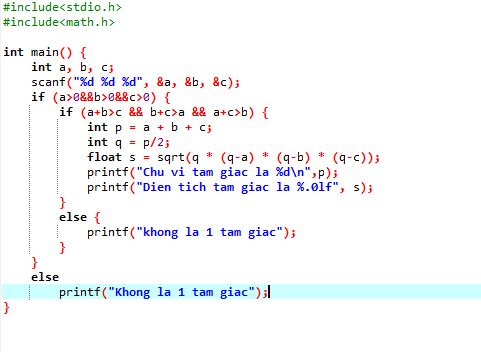 #include<stdio.h>
#include<math.h>
int main() {
int a, b, c;
scanf("%d %d %d", &a, &b, &c);
if (a>0&&b>0&&c>0) {
if (a+b>c && b+c>a && a+c>b) {
int p = a + b + c;
int q = p/2;
float s = sqrt(q * (q-a) * (q-b) * (q-c));
printf("Chu vi tam giac la %d\n",p);
printf("Dien tich tam giac la %.0lf", s);
}
else {
printf("khong la 1 tam giac");
}
}
else
printf("Khong la 1 tam giac");
}